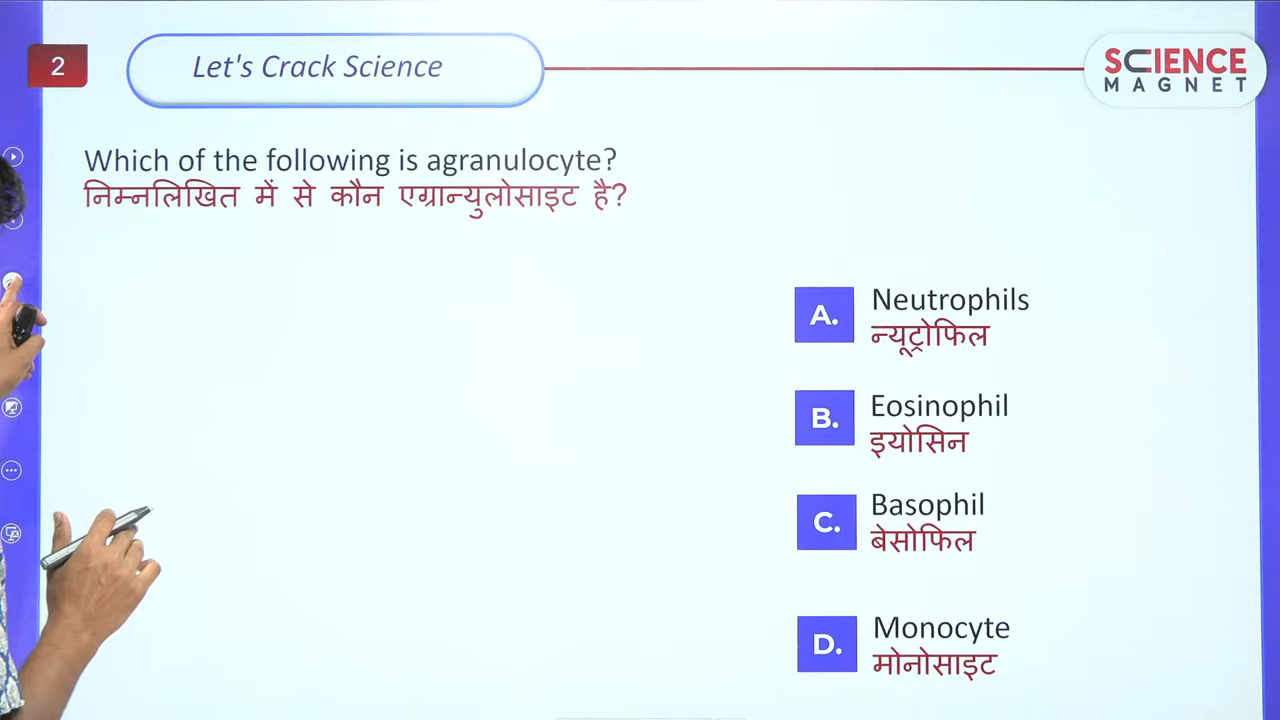 2
Let's Crack Science
SCIENCE
MAGNET
Which of the following is agranulocyte?
निम्नलिखित में से कौन एग्रान्युलोसाइट है?
A.
Neutrophils
न्यूट्रोफिल
B.
Eosinophil
इयोसिन
C.
Basophil
बेसोफिल
D.
Monocyte
मोनोसाइट